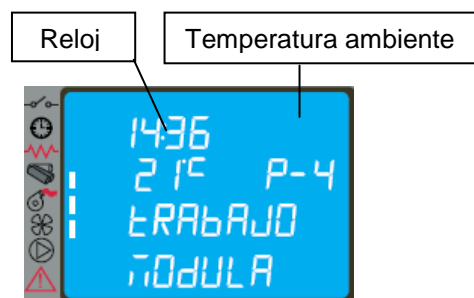 Reloj
Temperatura ambiente
14:36
21°C P-4
tRAbAJO
MOdULA